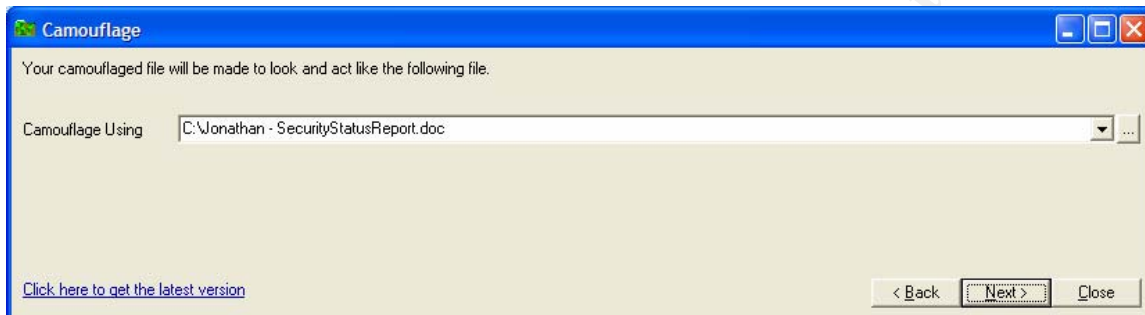 Camouflage
Your camouflaged file will be made to look and act like the following file.
Camouflage Using C:\Jonathan - SecurityStatusReport.doc ...
Click here to get the latest version < Back Next > Close